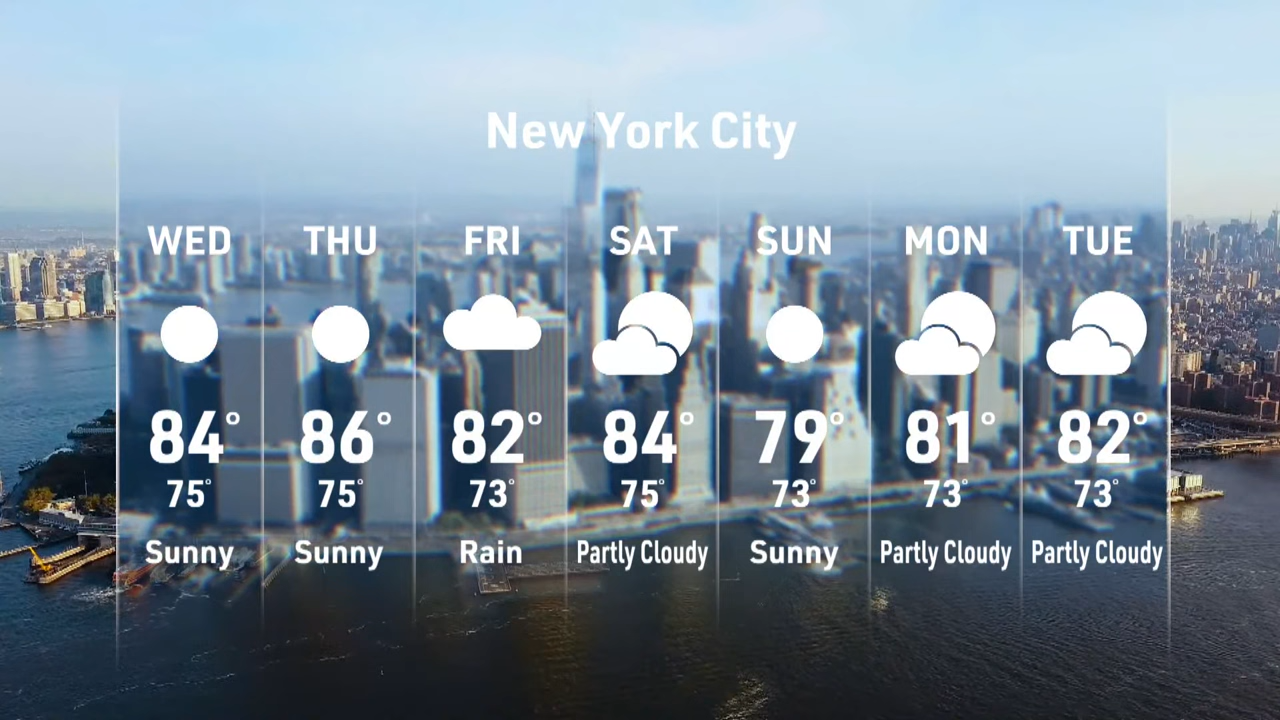 New York City
WED THU FRI SAT SUN MON TUE
84° 86° 82° 84° 79° 81° 82°
75° 75° 73° 75° 73° 73° 73°
Sunny Sunny Rain Partly Cloudy Sunny Partly Cloudy Partly Cloudy